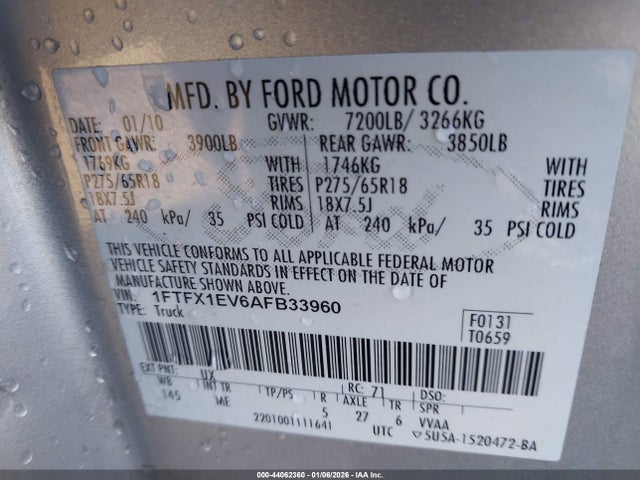 MFD. BY FORD MOTOR CO.
DATE: 01/10 GVWR: 7200LB/ 3266KG
FRONT GAWR: 3900LB REAR GAWR: 3850LB
1769KG WITH 1746KG WITH
P275/65R18 TIRES P275/65R18 TIRES
18X7.5J RIMS 18X7.5J RIMS
AT 240 kPa/ 35 PSI COLD AT 240 kPa/ 35 PSI COLD
Ford
THIS VEHICLE CONFORMS TO ALL APPLICABLE FEDERAL MOTOR
VEHICLE SAFETY STANDARDS IN EFFECT ON THE DATE OF
MANUFACTURE SHOWN ABOVE.
VIN: 1FTFX1EV6AFB33960
TYPE: Truck
F0131
T0659
EXT PNT: UX RC: 71 DSO:
WB INT TR TP/PS R AXLE TR SPR
145 ME 5 27 6 VVAA
2201001111641 UTC 5U5A-1520472-BA
000-44062360 - 01/06/2026 - IAA Inc.